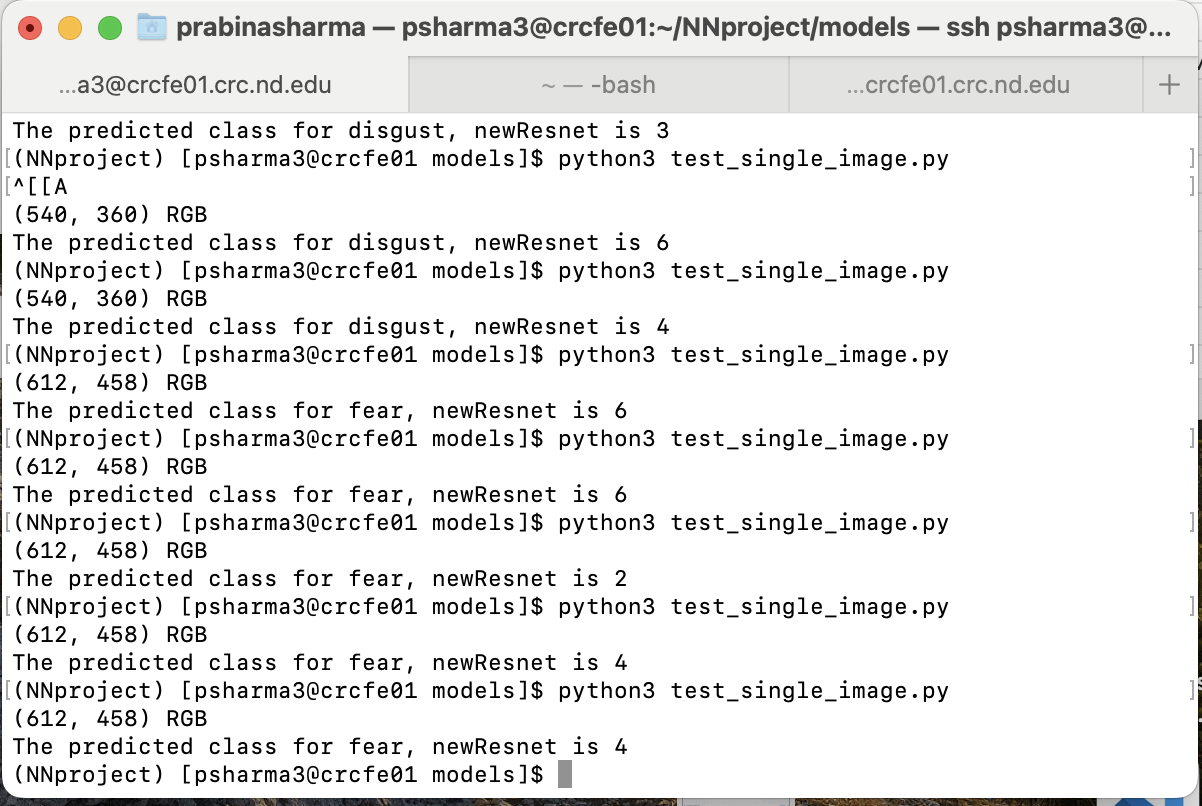 prabinasharma — psharma3@crcfe01:~/NNproject/models — ssh psharma3@...
...a3@crcfe01.crc.nd.edu ~ — -bash ...crcfe01.crc.nd.edu +
The predicted class for disgust, newResnet is 3
[(NNproject) [psharma3@crcfe01 models]$ python3 test_single_image.py ]
[^[[A ]
(540, 360) RGB
The predicted class for disgust, newResnet is 6
(NNproject) [psharma3@crcfe01 models]$ python3 test_single_image.py
(540, 360) RGB
The predicted class for disgust, newResnet is 4
[(NNproject) [psharma3@crcfe01 models]$ python3 test_single_image.py ]
(612, 458) RGB
The predicted class for fear, newResnet is 6
[(NNproject) [psharma3@crcfe01 models]$ python3 test_single_image.py ]
(612, 458) RGB
The predicted class for fear, newResnet is 6
[(NNproject) [psharma3@crcfe01 models]$ python3 test_single_image.py ]
(612, 458) RGB
The predicted class for fear, newResnet is 2
[(NNproject) [psharma3@crcfe01 models]$ python3 test_single_image.py ]
(612, 458) RGB
The predicted class for fear, newResnet is 4
[(NNproject) [psharma3@crcfe01 models]$ python3 test_single_image.py ]
(612, 458) RGB
The predicted class for fear, newResnet is 4
(NNproject) [psharma3@crcfe01 models]$